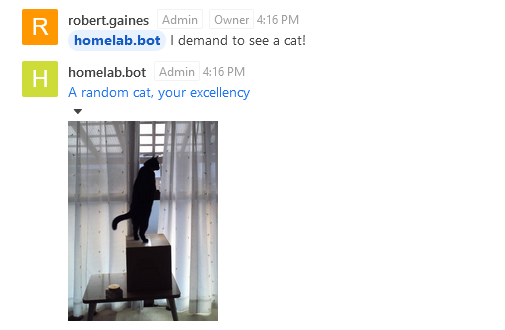 R robert.gaines Admin Owner 4:16 PM
homelab.bot I demand to see a cat!
H homelab.bot Admin 4:16 PM
A random cat, your excellency